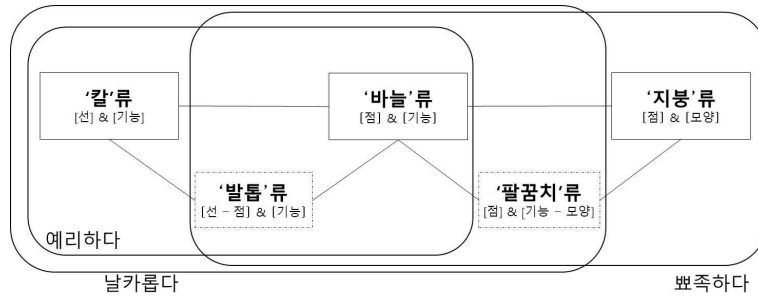 '칼'류
[선] & [기능]
'바늘'류
[점] & [기능]
'지붕'류
[점] & [모양]
'발톱'류
[선 – 점] & [기능]
'팔꿈치'류
[점] & [기능 – 모양]
예리하다
날카롭다
뾰족하다